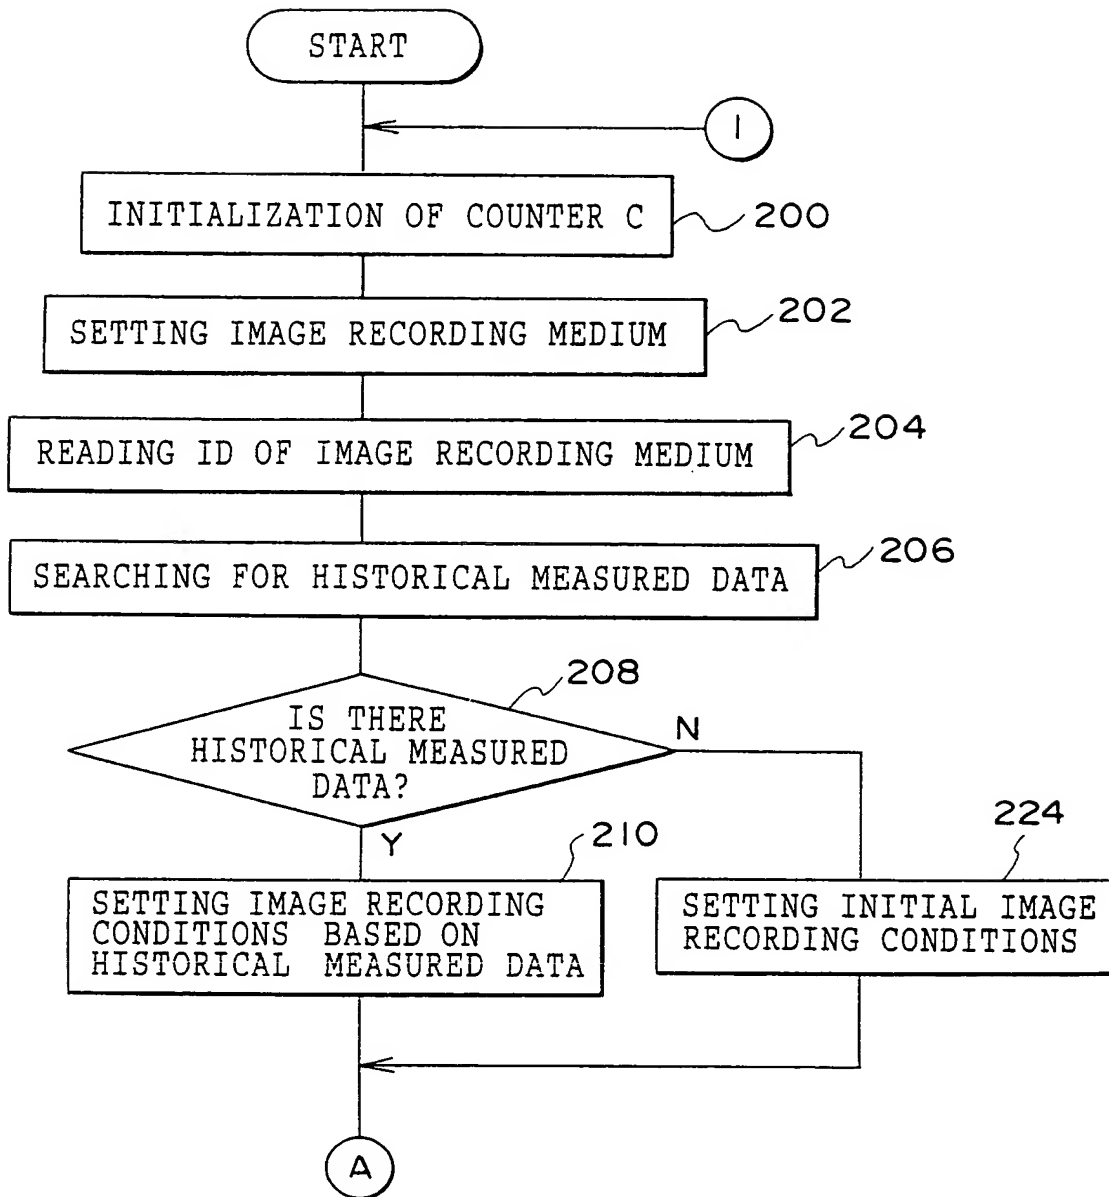 START
1
INITIALIZATION OF COUNTER C
200
SETTING IMAGE RECORDING MEDIUM
202
READING ID OF IMAGE RECORDING MEDIUM
204
SEARCHING FOR HISTORICAL MEASURED DATA
206
208
IS THERE
HISTORICAL MEASURED
DATA?
N
Y
210
224
SETTING IMAGE RECORDING
CONDITIONS BASED ON
HISTORICAL MEASURED DATA
SETTING INITIAL IMAGE
RECORDING CONDITIONS
A